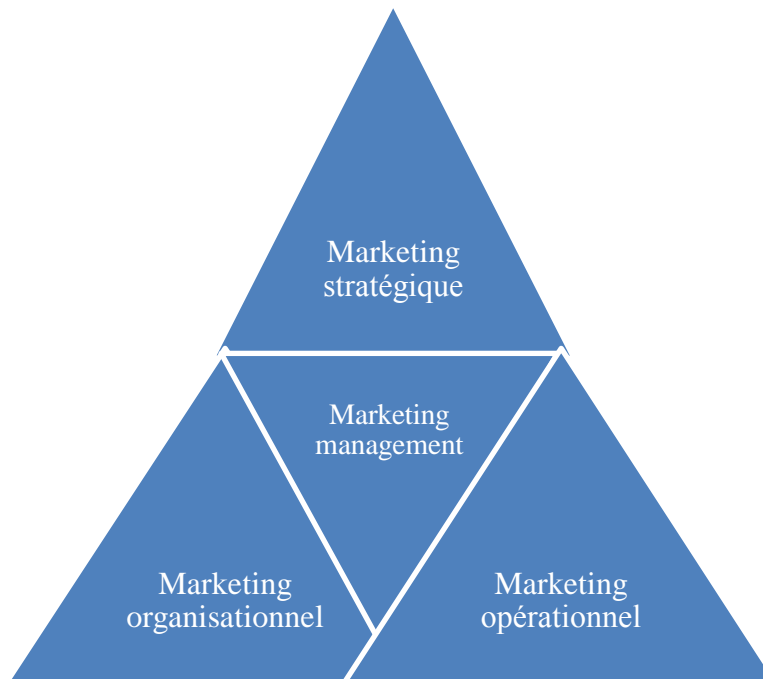 Marketing
stratégique
Marketing
management
Marketing
organisationnel
Marketing
opérationnel